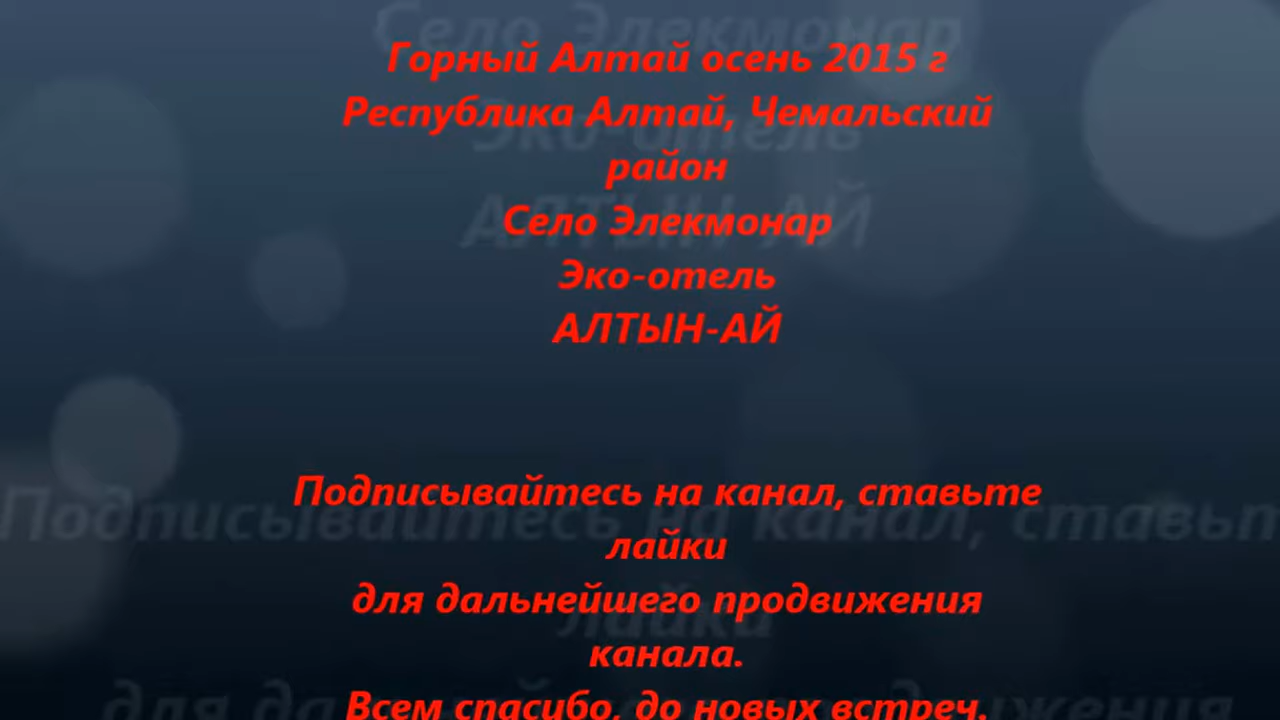 Горный Алтай осень 2015 г
Республика Алтай, Чемальский
район
Село Элекмонар
Эко-отель
АЛТЫН-АЙ
Подписывайтесь на канал, ставьте
лайки
для дальнейшего продвижения
канала.
Всем спасибо, до новых встреч.